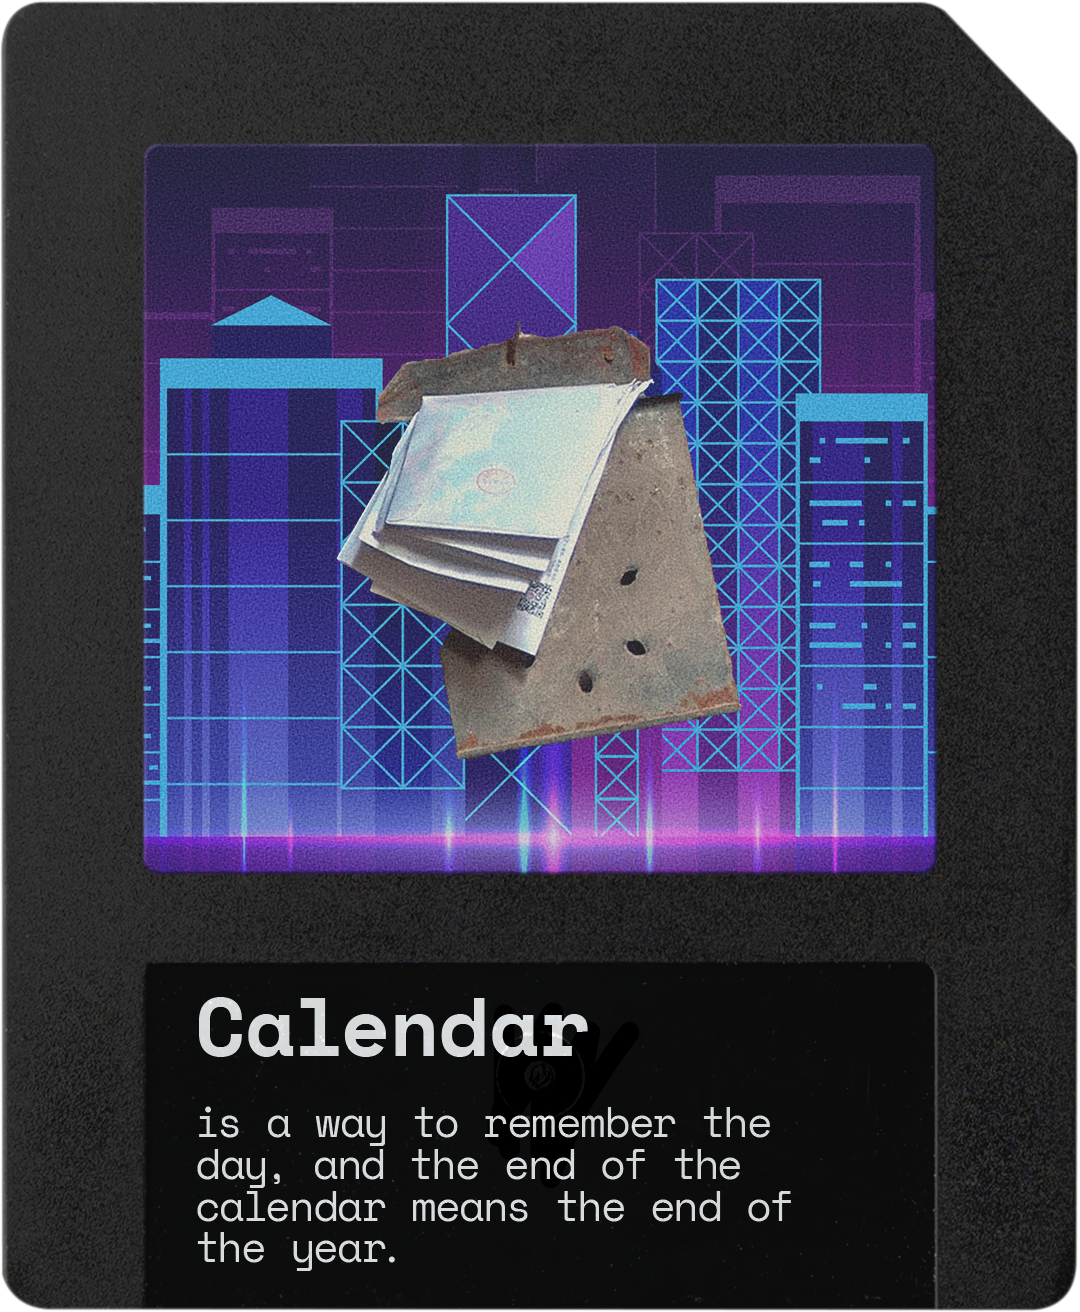 Calendar
is a way to remember the
day, and the end of the
calendar means the end of
the year.